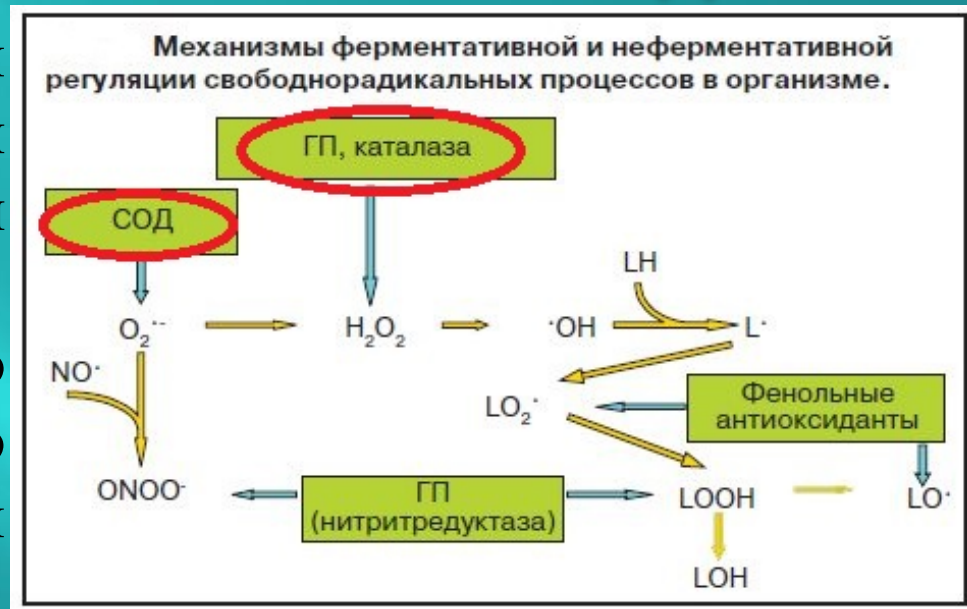 Механизмы ферментативной и неферментативной
регуляции свободнорадикальных процессов в организме.
ГП, каталаза
СОД
LH
O₂˙⁻
H₂O₂
˙OH
L˙
NO˙
LO₂˙
Фенольные
антиоксиданты
ONOO⁻
ГП
(нитритредуктаза)
LOOH
LO˙
LOH